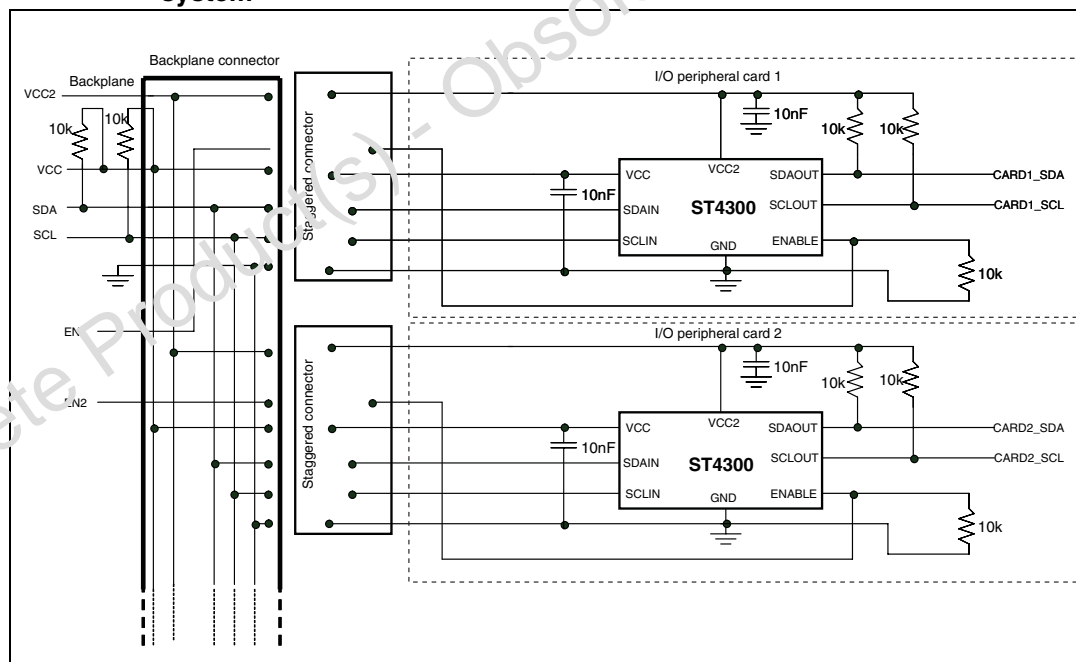 system
Backplane connector
Backplane
VCC2
10k
10k
VCC
SDA
SCL
EN
EN2
Staggered connector
I/O peripheral card 1
10nF
10k
10k
VCC
VCC2
SDAOUT
CARD1_SDA
10nF
SDAIN
ST4300
SCLOUT
CARD1_SCL
SCLIN
GND
ENABLE
10k
Staggered connector
I/O peripheral card 2
10nF
10k
10k
VCC
VCC2
SDAOUT
CARD2_SDA
10nF
SDAIN
ST4300
SCLOUT
CARD2_SCL
SCLIN
GND
ENABLE
10k
ete Product(s) - Obsol